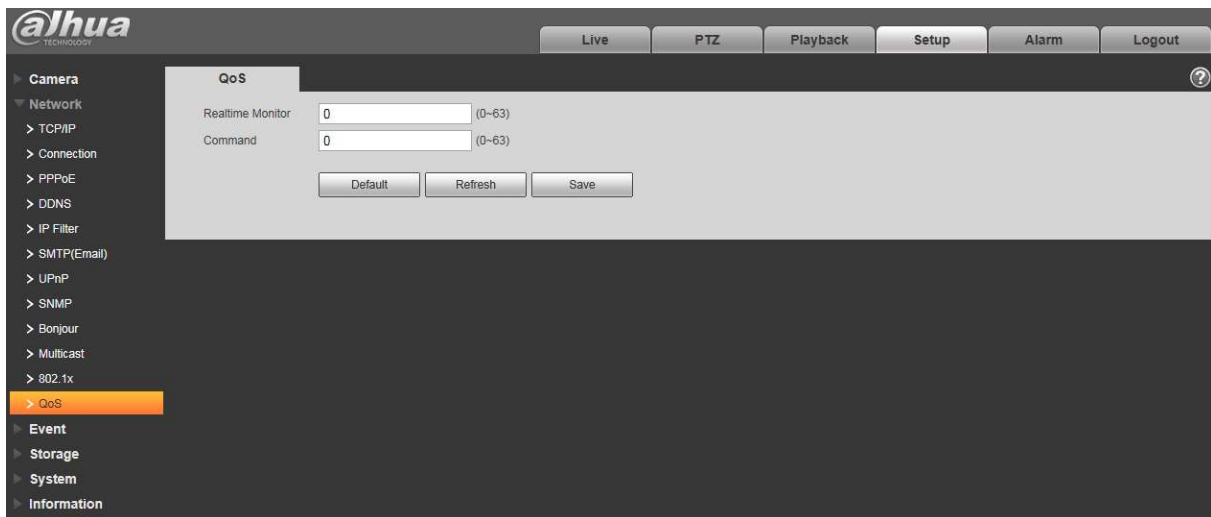 alhua
TECHNOLOGY
Live PTZ Playback Setup Alarm Logout
Camera
Network
> TCP/IP
> Connection
> PPPoE
> DDNS
> IP Filter
> SMTP(Email)
> UPnP
> SNMP
> Bonjour
> Multicast
> 802.1x
> QoS
Event
Storage
System
Information
QoS ?
Realtime Monitor 0 (0~63)
Command 0 (0~63)
Default Refresh Save